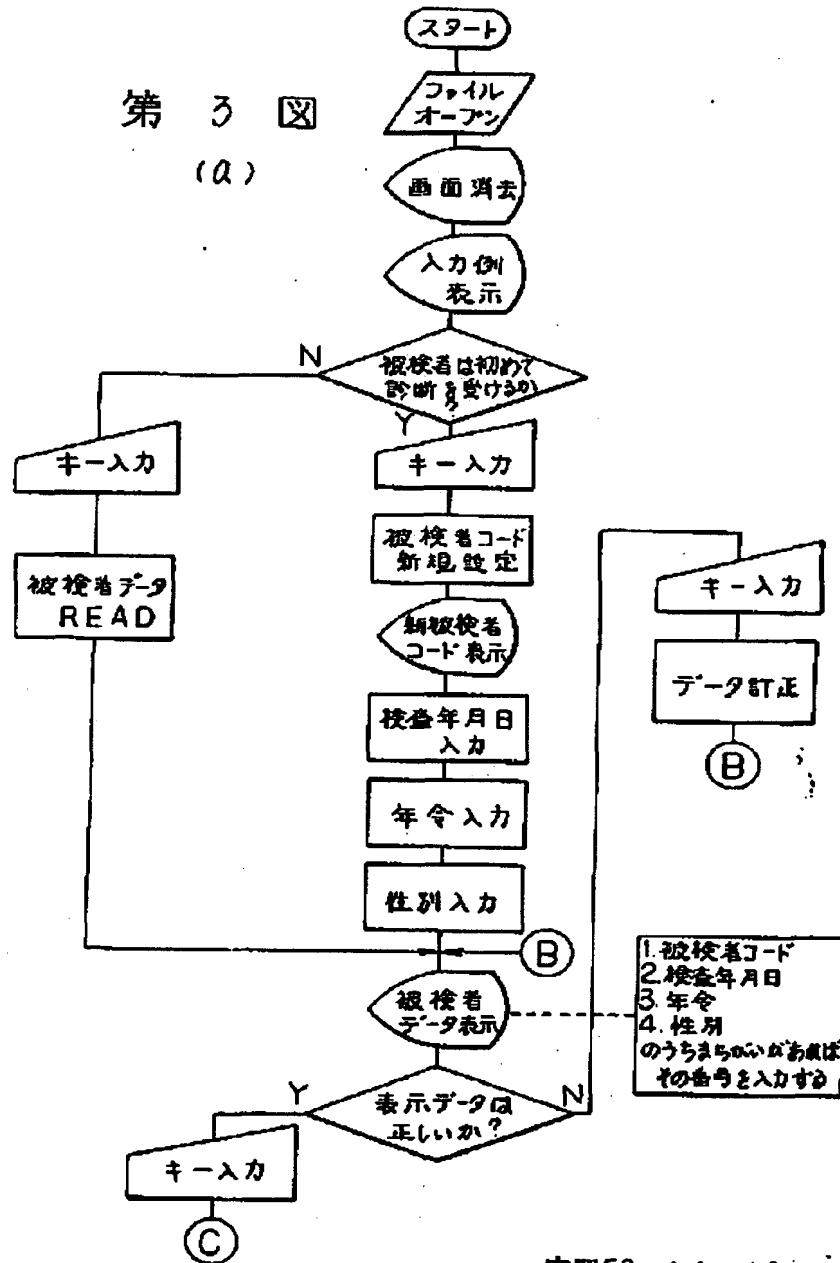 第 3 図
(a)
スタート
ファイル
オープン
画面消去
入力例
表示
被検者は初めて
診断を受けるか
N
Y
キー入力
被検者データ
READ
キー入力
被検者コード
新規設定
新被検者
コード表示
検査年月日
入力
年令入力
性別入力
B
被検者
データ表示
1.被検者コード
2.検査年月日
3.年令
4.性別
のうちまちがいがあれば
その番号を入力する
表示データは
正しいか?
Y
N
キー入力
C
キー入力
データ訂正
B